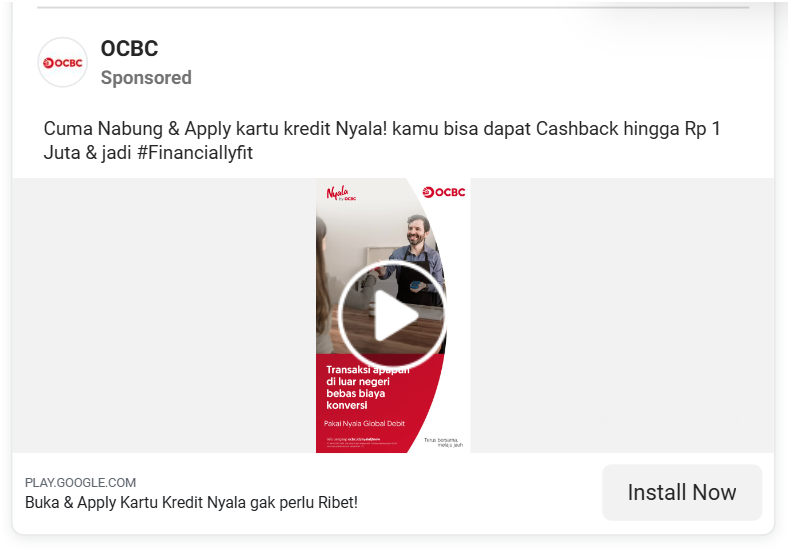 OCBC
OCBC
Sponsored
Cuma Nabung & Apply kartu kredit Nyala! kamu bisa dapat Cashback hingga Rp 1
Juta & jadi #Financiallyfit
Nyala
by OCBC
OCBC
Transaksi apapun
di luar negeri
bebas biaya
konversi
Pakai Nyala Global Debit
Terus bersama,
melaju jauh
PLAY.GOOGLE.COM
Buka & Apply Kartu Kredit Nyala gak perlu Ribet!
Install Now